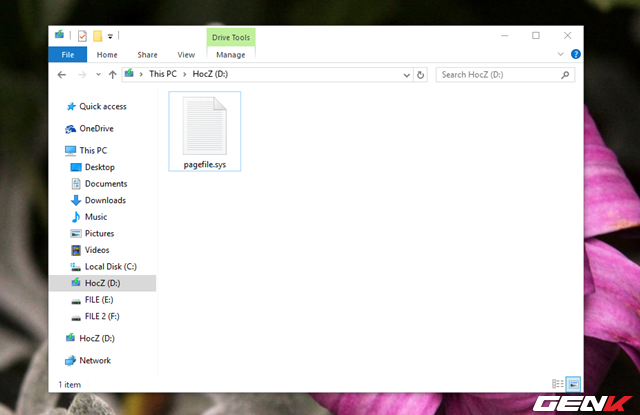 Drive Tools
File
Home
Share
View
Manage
This PC
HocZ (D:)
Search HocZ (D:)
Quick access
OneDrive
This PC
Desktop
Documents
Downloads
Music
Pictures
Videos
Local Disk (C:)
HocZ (D:)
FILE (E:)
FILE 2 (F:)
HocZ (D:)
Network
pagefile.sys
1 item
GENK